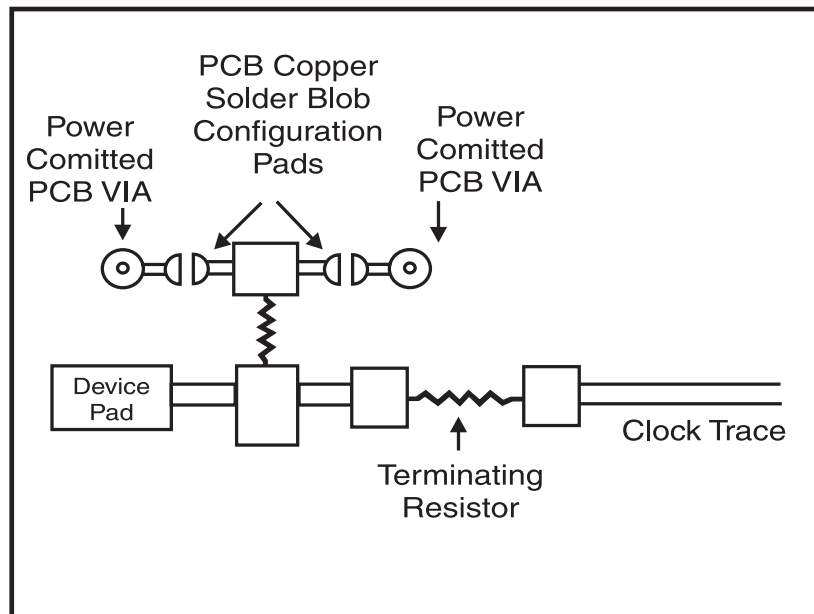 PCB Copper
Solder Blob
Configuration
Pads
Power
Comitted
PCB VIA
Power
Comitted
PCB VIA
Device
Pad
Clock Trace
Terminating
Resistor